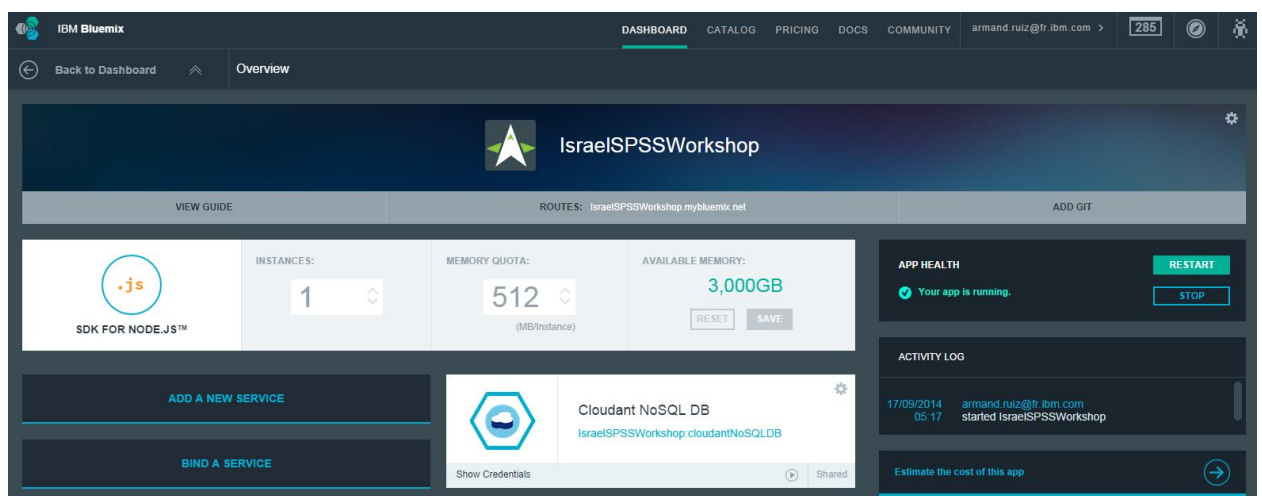 IBM Bluemix
DASHBOARD CATALOG PRICING DOCS COMMUNITY armand.ruiz@fr.ibm.com > 285
Back to Dashboard Overview
IsraelSPSSWorkshop
VIEW GUIDE ROUTES: IsraelSPSSWorkshop.mybluemix.net ADD GIT
.js
SDK FOR NODE.JS™
INSTANCES:
1
MEMORY QUOTA:
512
(MB/Instance)
AVAILABLE MEMORY:
3,000GB
RESET SAVE
APP HEALTH
RESTART
Your app is running.
STOP
ACTIVITY LOG
17/09/2014 armand.ruiz@fr.ibm.com
05:17 started IsraelSPSSWorkshop
ADD A NEW SERVICE
BIND A SERVICE
Cloudant NoSQL DB
IsraelSPSSWorkshop:cloudantNoSQLDB
Show Credentials Shared
Estimate the cost of this app